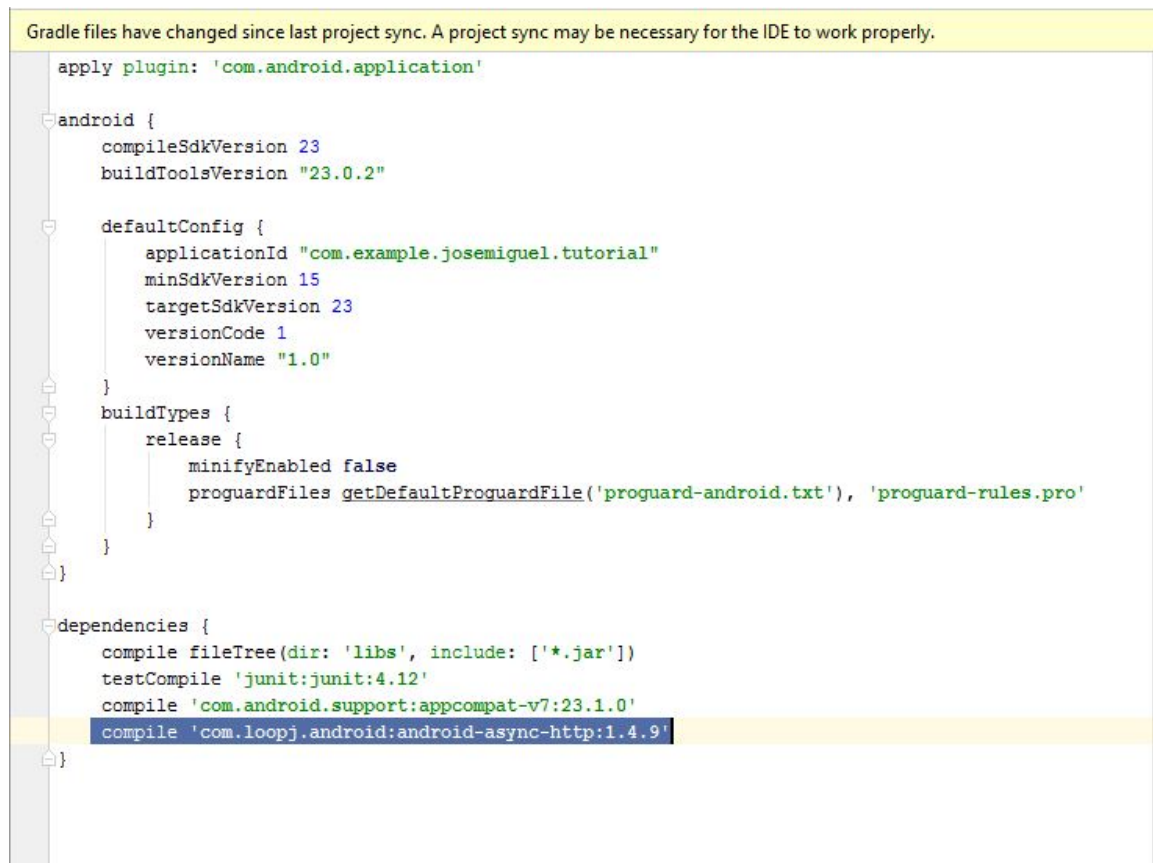 Gradle files have changed since last project sync. A project sync may be necessary for the IDE to work properly.
apply plugin: 'com.android.application'
android {
compileSdkVersion 23
buildToolsVersion "23.0.2"
defaultConfig {
applicationId "com.example.josemiguel.tutorial"
minSdkVersion 15
targetSdkVersion 23
versionCode 1
versionName "1.0"
}
buildTypes {
release {
minifyEnabled false
proguardFiles getDefaultProguardFile('proguard-android.txt'), 'proguard-rules.pro'
}
}
}
dependencies {
compile fileTree(dir: 'libs', include: ['*.jar'])
testCompile 'junit:junit:4.12'
compile 'com.android.support:appcompat-v7:23.1.0'
compile 'com.loopj.android:android-async-http:1.4.9'
}